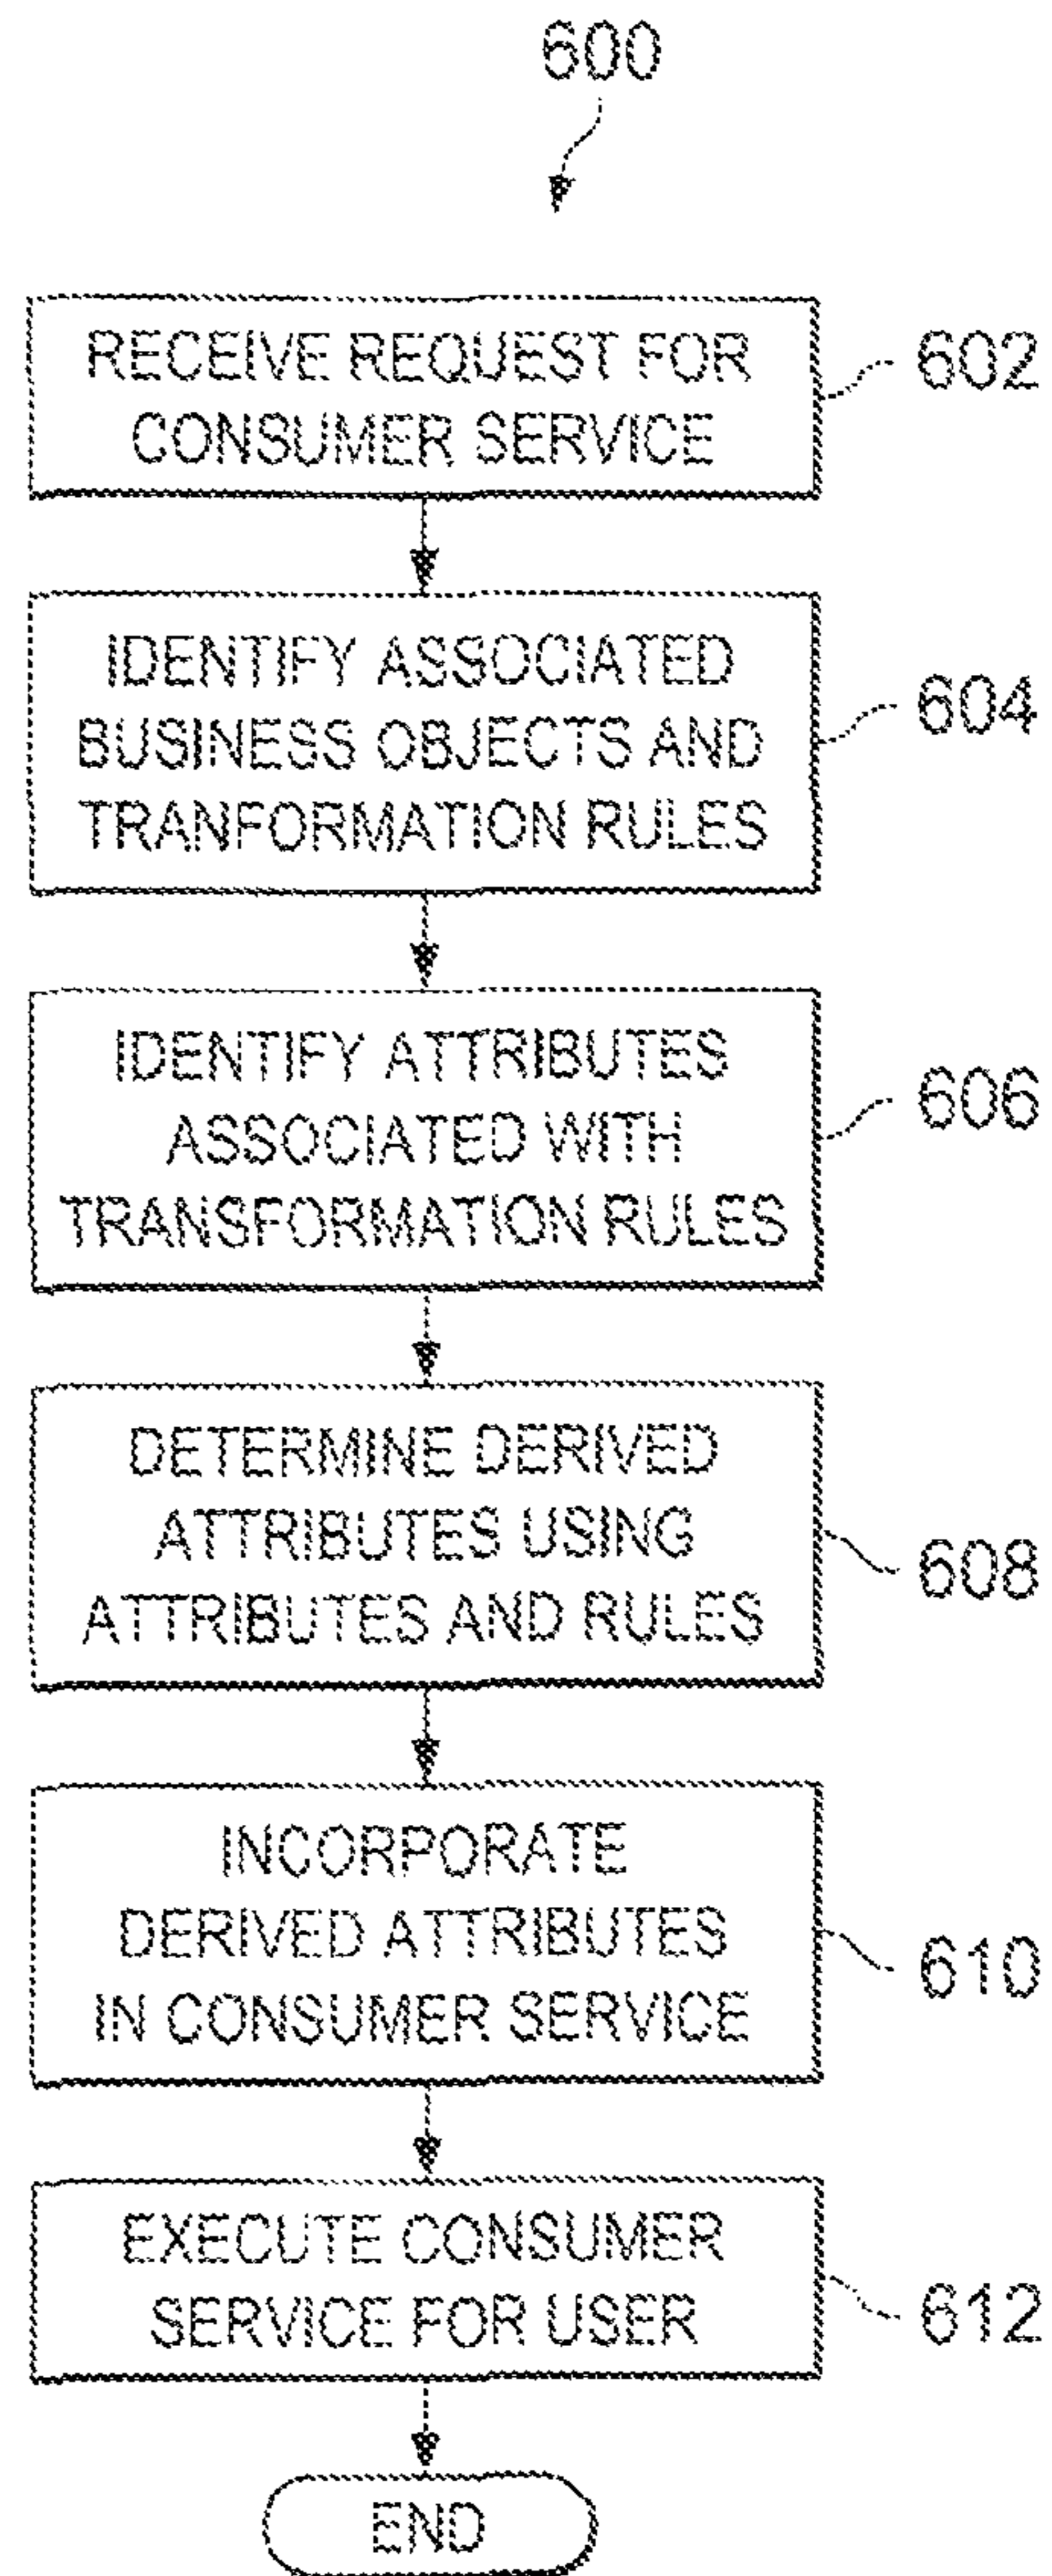 600
RECEIVE REQUEST FOR
CONSUMER SERVICE
602
IDENTIFY ASSOCIATED
BUSINESS OBJECTS AND
TRANFORMATION RULES
604
IDENTIFY ATTRIBUTES
ASSOCIATED WITH
TRANSFORMATION RULES
606
DETERMINE DERIVED
ATTRIBUTES USING
ATTRIBUTES AND RULES
608
INCORPORATE
DERIVED ATTRIBUTES
IN CONSUMER SERVICE
610
EXECUTE CONSUMER
SERVICE FOR USER
612
END